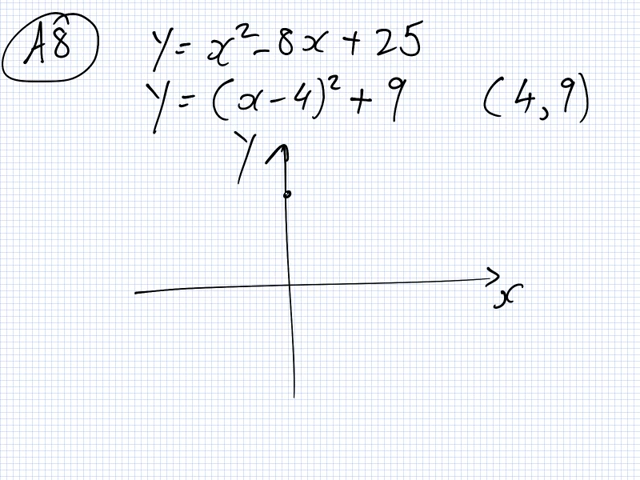 A8
Y = x² - 8x + 25
Y = (x - 4)² + 9 (4, 9)
Y
x